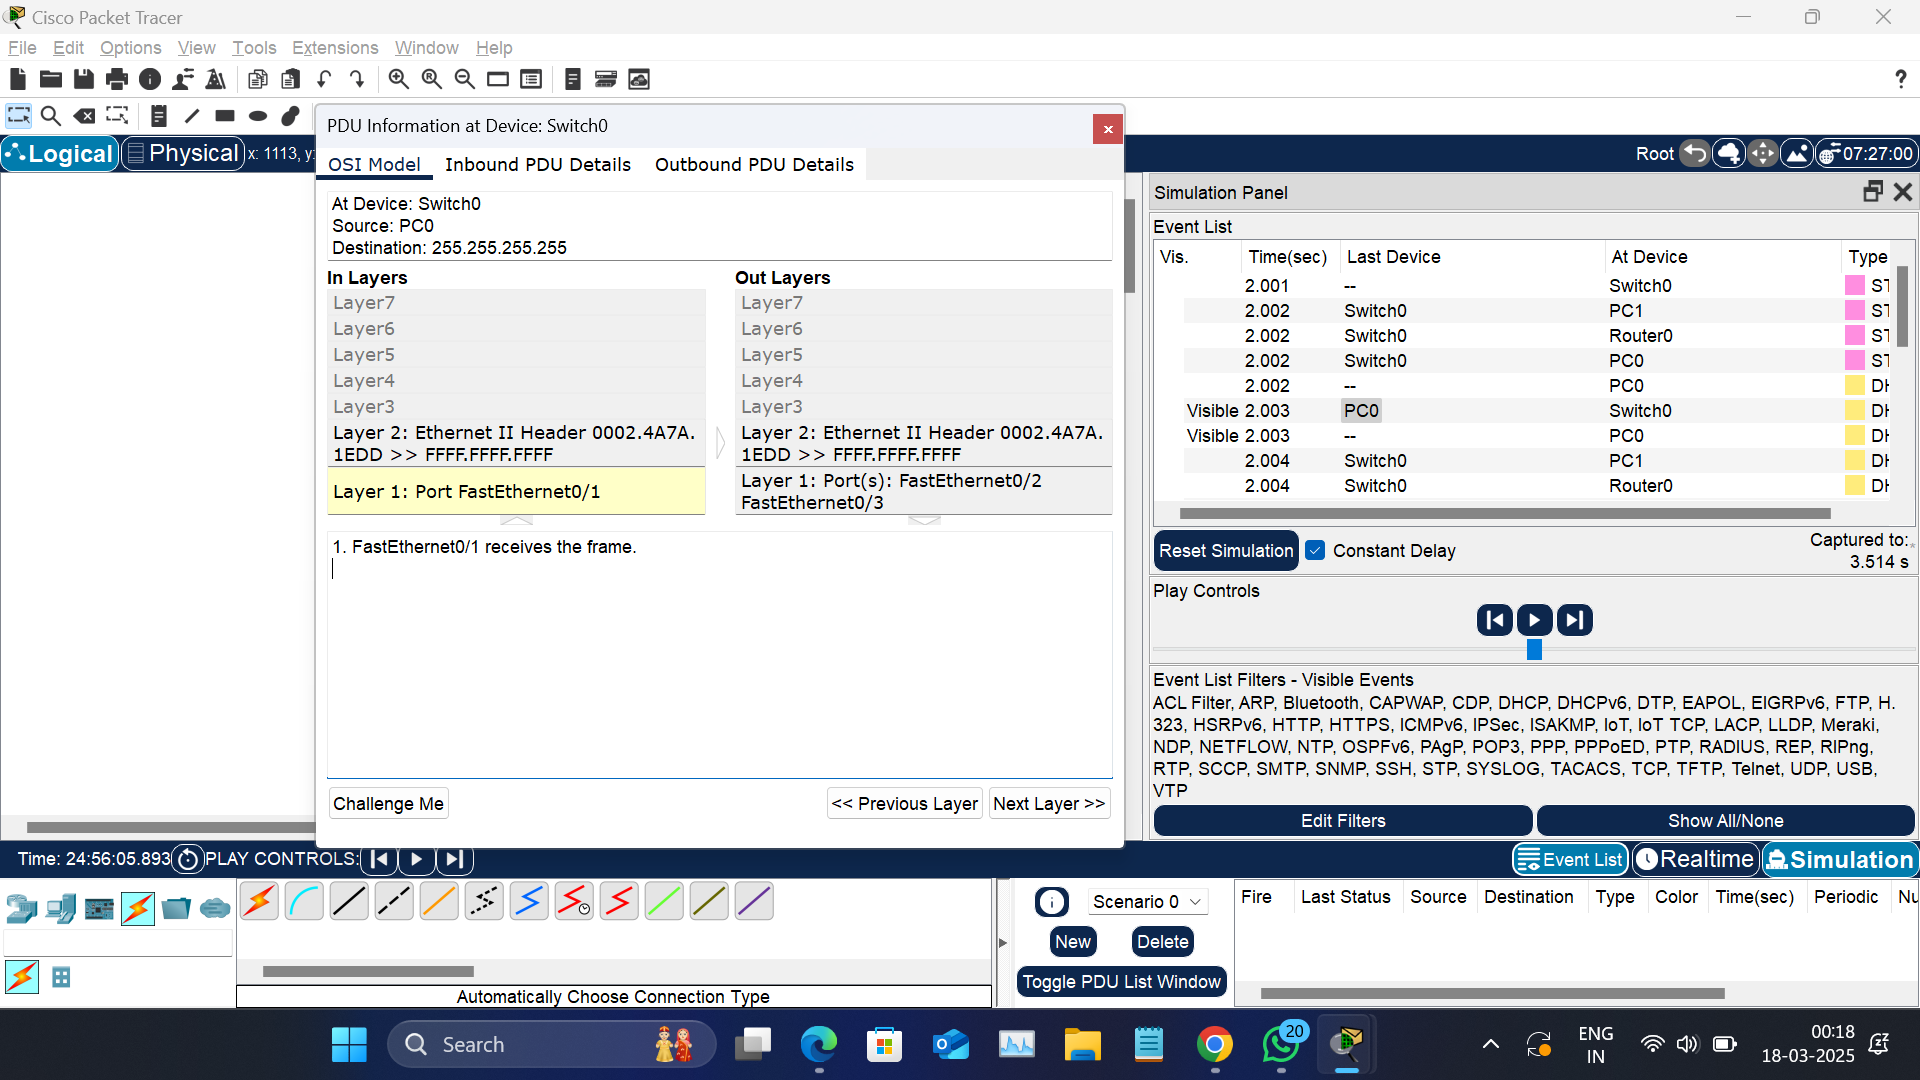 Cisco Packet Tracer
File Edit Options View Tools Extensions Window Help
?
PDU Information at Device: Switch0
x
Logical
Physical
x: 1113, y:
Root
07:27:00
OSI Model
Inbound PDU Details
Outbound PDU Details
At Device: Switch0
Source: PC0
Destination: 255.255.255.255
In Layers
Layer7
Layer6
Layer5
Layer4
Layer3
Layer 2: Ethernet II Header 0002.4A7A.
1EDD >> FFFF.FFFF.FFFF
Layer 1: Port FastEthernet0/1
Out Layers
Layer7
Layer6
Layer5
Layer4
Layer3
Layer 2: Ethernet II Header 0002.4A7A.
1EDD >> FFFF.FFFF.FFFF
Layer 1: Port(s): FastEthernet0/2
FastEthernet0/3
1. FastEthernet0/1 receives the frame.
Challenge Me
<< Previous Layer
Next Layer >>
Simulation Panel
Event List
Vis. Time(sec) Last Device At Device Type
2.001 -- Switch0 ST
2.002 Switch0 PC1 ST
2.002 Switch0 Router0 ST
2.002 Switch0 PC0 ST
2.002 -- PC0 DH
Visible 2.003 PC0 Switch0 DH
Visible 2.003 -- PC0 DH
2.004 Switch0 PC1 DH
2.004 Switch0 Router0 DH
Reset Simulation
Constant Delay
Captured to:
3.514 s
Play Controls
Event List Filters - Visible Events
ACL Filter, ARP, Bluetooth, CAPWAP, CDP, DHCP, DHCPv6, DTP, EAPOL, EIGRPv6, FTP, H.
323, HSRPv6, HTTP, HTTPS, ICMPv6, IPSec, ISAKMP, IoT, IoT TCP, LACP, LLDP, Meraki,
NDP, NETFLOW, NTP, OSPFv6, PAgP, POP3, PPP, PPPoED, PTP, RADIUS, REP, RIPng,
RTP, SCCP, SMTP, SNMP, SSH, STP, SYSLOG, TACACS, TCP, TFTP, Telnet, UDP, USB,
VTP
Edit Filters
Show All/None
Time: 24:56:05.893
PLAY CONTROLS:
Event List
Realtime
Simulation
Automatically Choose Connection Type
Scenario 0
New
Delete
Toggle PDU List Window
Fire Last Status Source Destination Type Color Time(sec) Periodic Nu
Search
20
ENG
IN
00:18
18-03-2025